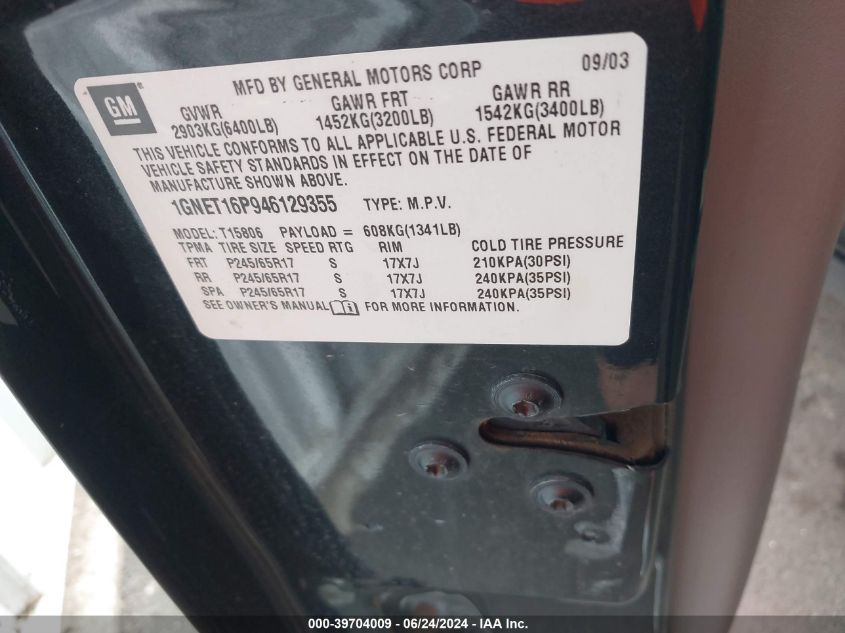 GM
MFD BY GENERAL MOTORS CORP 09/03
GVWR GAWR FRT GAWR RR
2903KG(6400LB) 1452KG(3200LB) 1542KG(3400LB)
THIS VEHICLE CONFORMS TO ALL APPLICABLE U.S. FEDERAL MOTOR
VEHICLE SAFETY STANDARDS IN EFFECT ON THE DATE OF
MANUFACTURE SHOWN ABOVE.
1GNET16P946129355 TYPE: M.P.V.
MODEL: T15806 PAYLOAD = 608KG(1341LB)
TPMA TIRE SIZE SPEED RTG RIM COLD TIRE PRESSURE
FRT P245/65R17 S 17X7J 210KPA(30PSI)
RR P245/65R17 S 17X7J 240KPA(35PSI)
SPA P245/65R17 S 17X7J 240KPA(35PSI)
SEE OWNER'S MANUAL FOR MORE INFORMATION.
000-39704009 - 06/24/2024 - IAA Inc.